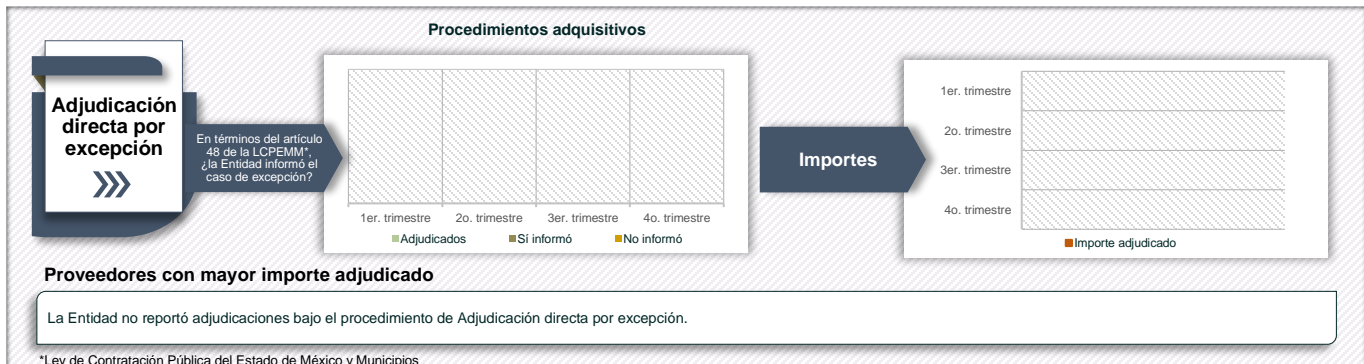 Procedimientos adquisitivos
Adjudicación
directa por
excepción
En términos del artículo
48 de la LCPEMM*,
¿la Entidad informó el
caso de excepción?
1er. trimestre 2o. trimestre 3er. trimestre 4o. trimestre
Adjudicados Sí informó No informó
Importes
1er. trimestre
2o. trimestre
3er. trimestre
4o. trimestre
Importe adjudicado
Proveedores con mayor importe adjudicado
La Entidad no reportó adjudicaciones bajo el procedimiento de Adjudicación directa por excepción.
*Ley de Contratación Pública del Estado de México y Municipios